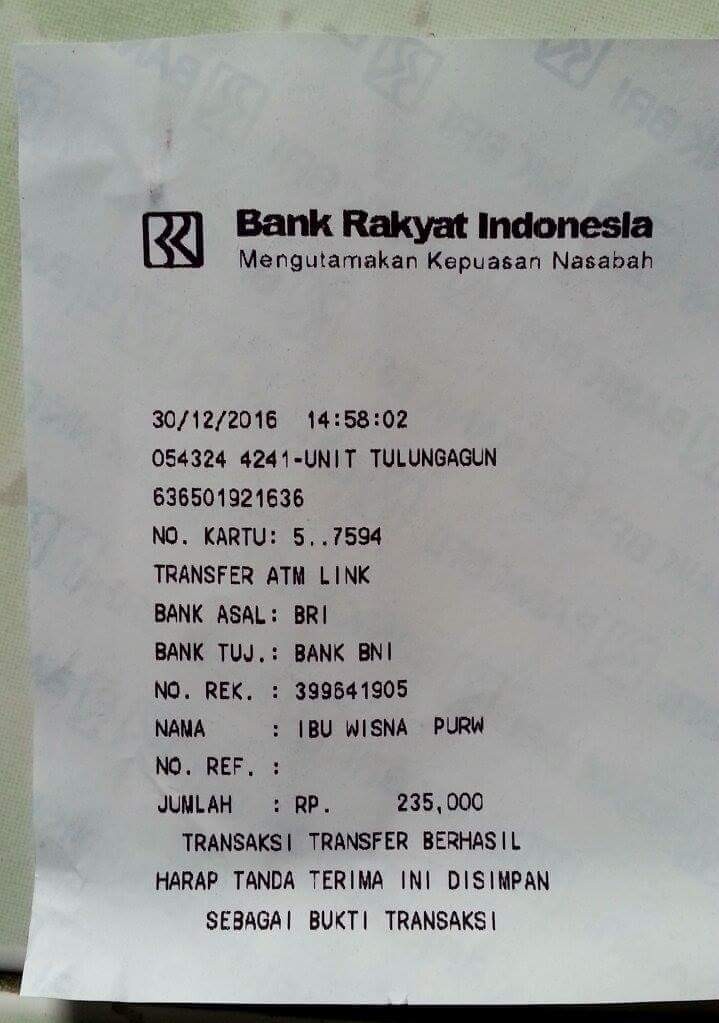 Bank Rakyat Indonesia
Mengutamakan Kepuasan Nasabah
30/12/2016 14:58:02
054324 4241-UNIT TULUNGAGUN
636501921636
NO. KARTU: 5..7594
TRANSFER ATM LINK
BANK ASAL: BRI
BANK TUJ.: BANK BNI
NO. REK. : 399641905
NAMA : IBU WISNA PURW
NO. REF. :
JUMLAH : RP. 235,000
TRANSAKSI TRANSFER BERHASIL
HARAP TANDA TERIMA INI DISIMPAN
SEBAGAI BUKTI TRANSAKSI